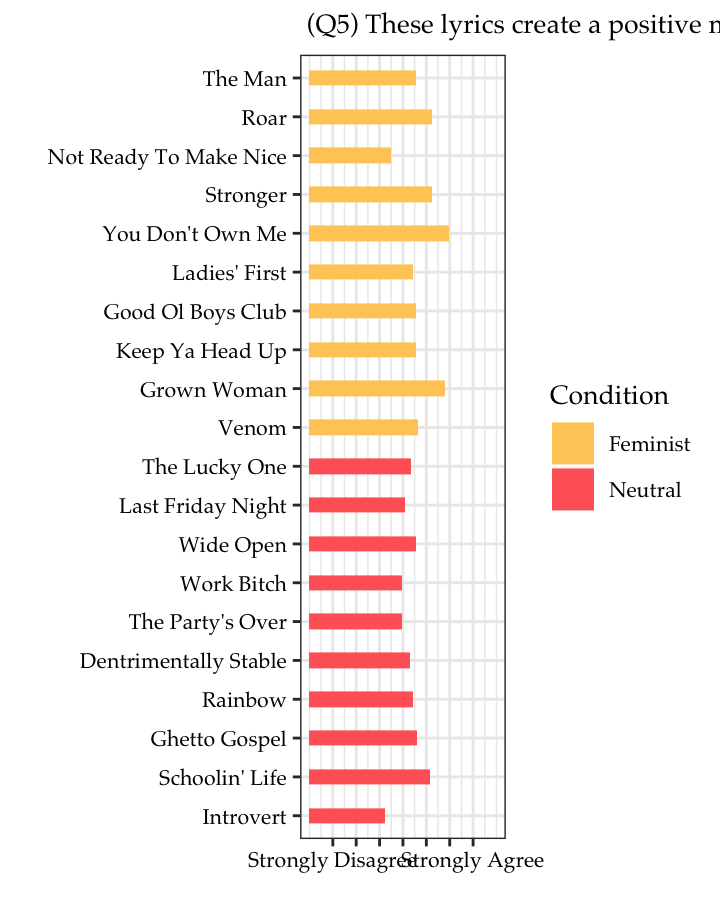 (Q5) These lyrics create a positive
The Man
Roar
Not Ready To Make Nice
Stronger
You Don't Own Me
Ladies' First
Good Ol Boys Club
Keep Ya Head Up
Grown Woman
Venom
The Lucky One
Last Friday Night
Wide Open
Work Bitch
The Party's Over
Dentrimentally Stable
Rainbow
Ghetto Gospel
Schoolin' Life
Introvert
Strongly Disagree Strongly Agree
Condition
Feminist
Neutral